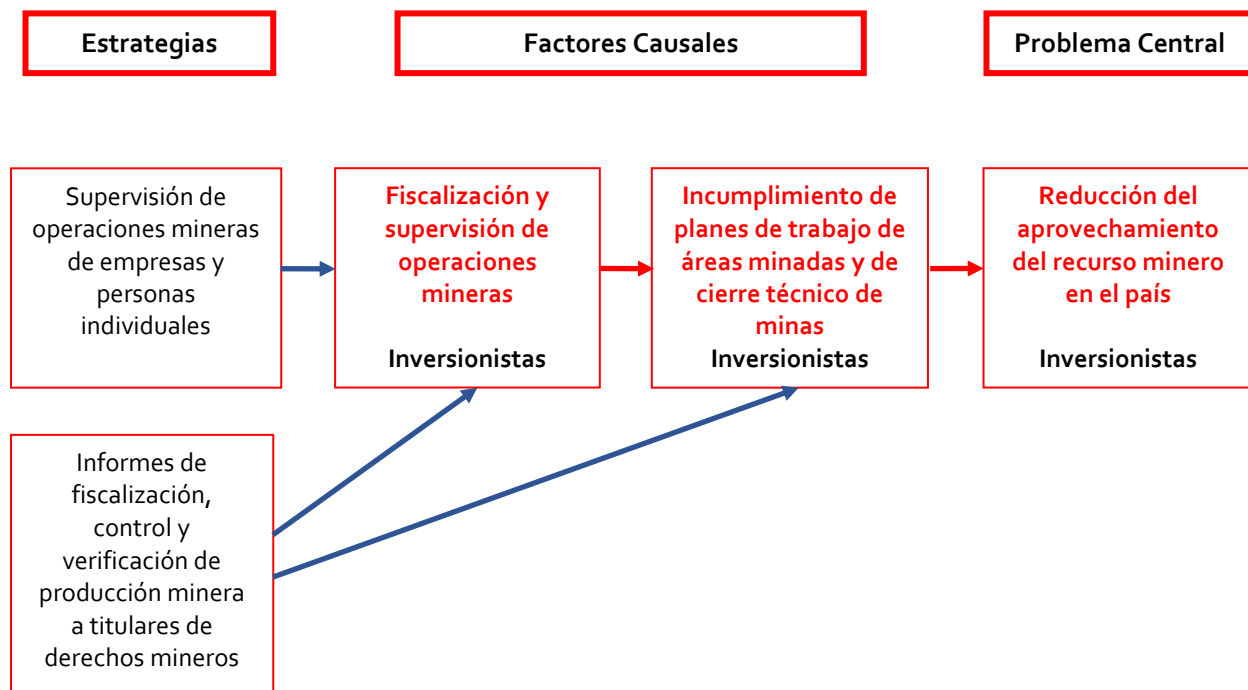 Estrategias
Factores Causales
Problema Central
Supervisión de
operaciones mineras
de empresas y
personas
individuales
Fiscalización y
supervisión de
operaciones
mineras
Inversionistas
Incumplimiento de
planes de trabajo de
áreas minadas y de
cierre técnico de
minas
Inversionistas
Reducción del
aprovechamiento
del recurso minero
en el país
Inversionistas
Informes de
fiscalización,
control y
verificación de
producción minera
a titulares de
derechos mineros